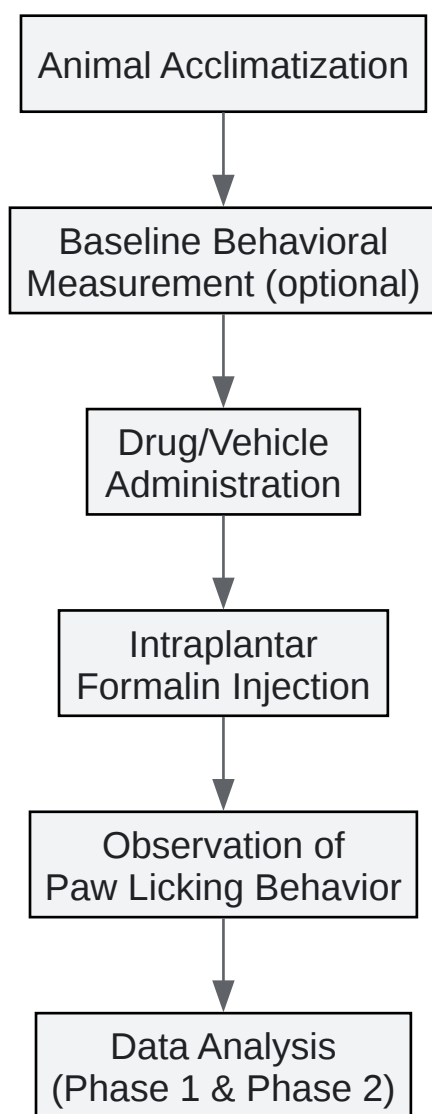 Animal Acclimatization
Baseline Behavioral
Measurement (optional)
Drug/Vehicle
Administration
Intraplantar
Formalin Injection
Observation of
Paw Licking Behavior
Data Analysis
(Phase 1 & Phase 2)